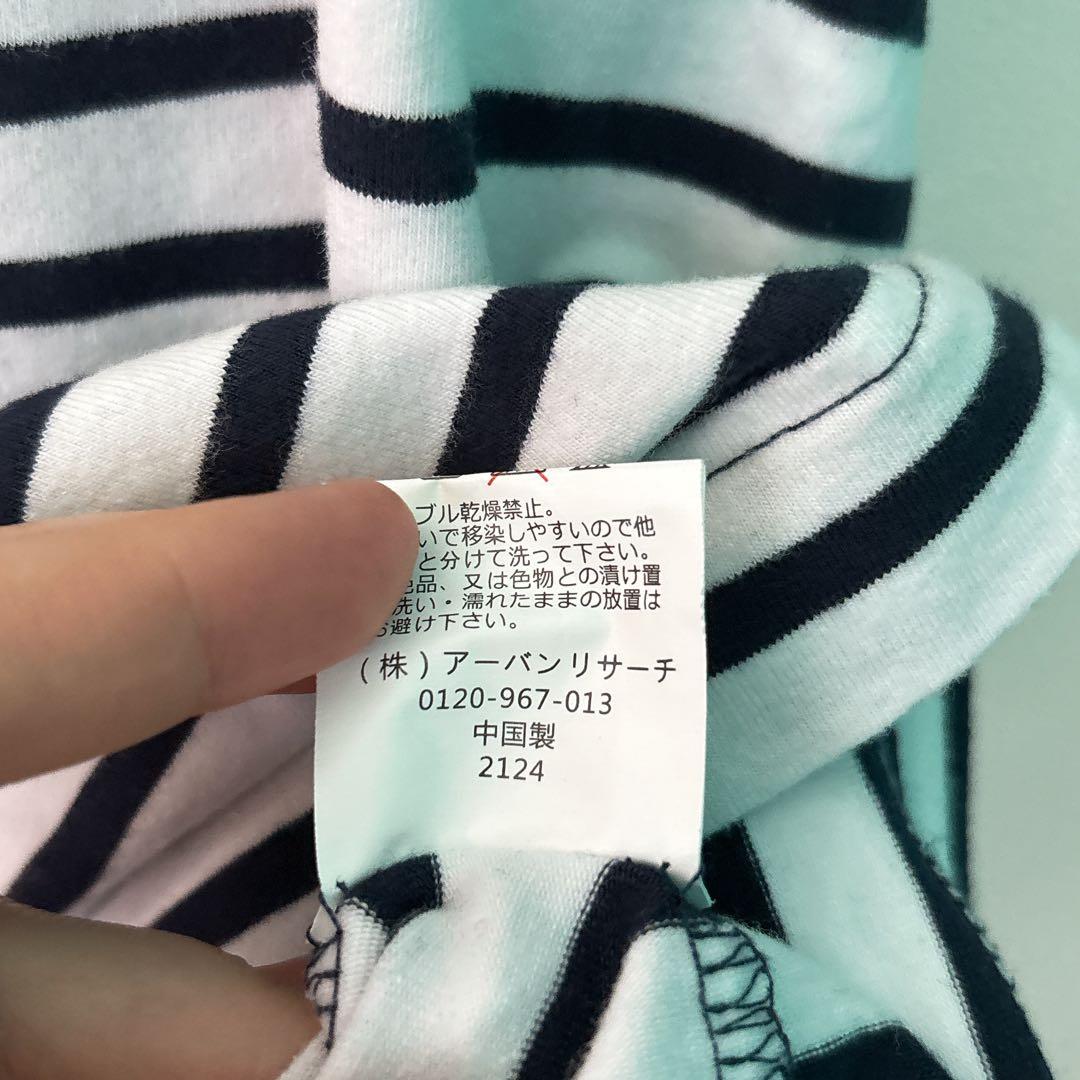 ブル乾燥禁止。
いで移染しやすいので他
と分けて洗って下さい。
色品、又は色物との漬け置
洗い・濡れたままの放置は
お避け下さい。
(株)アーバンリサーチ
0120-967-013
中国製
2124